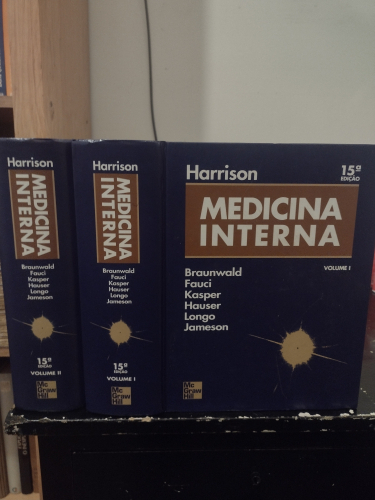 Harrison
MEDICINA
INTERNA
Braunwald
Fauci
Kasper
Hauser
Longo
Jameson
15ª
EDIÇÃO
VOLUME II
Mc
Graw
Hill
Harrison
MEDICINA
INTERNA
Braunwald
Fauci
Kasper
Hauser
Longo
Jameson
15ª
EDIÇÃO
VOLUME I
Mc
Graw
Hill
Harrison
15ª
EDIÇÃO
MEDICINA
INTERNA
VOLUME I
Braunwald
Fauci
Kasper
Hauser
Longo
Jameson
Mc
Graw
Hill